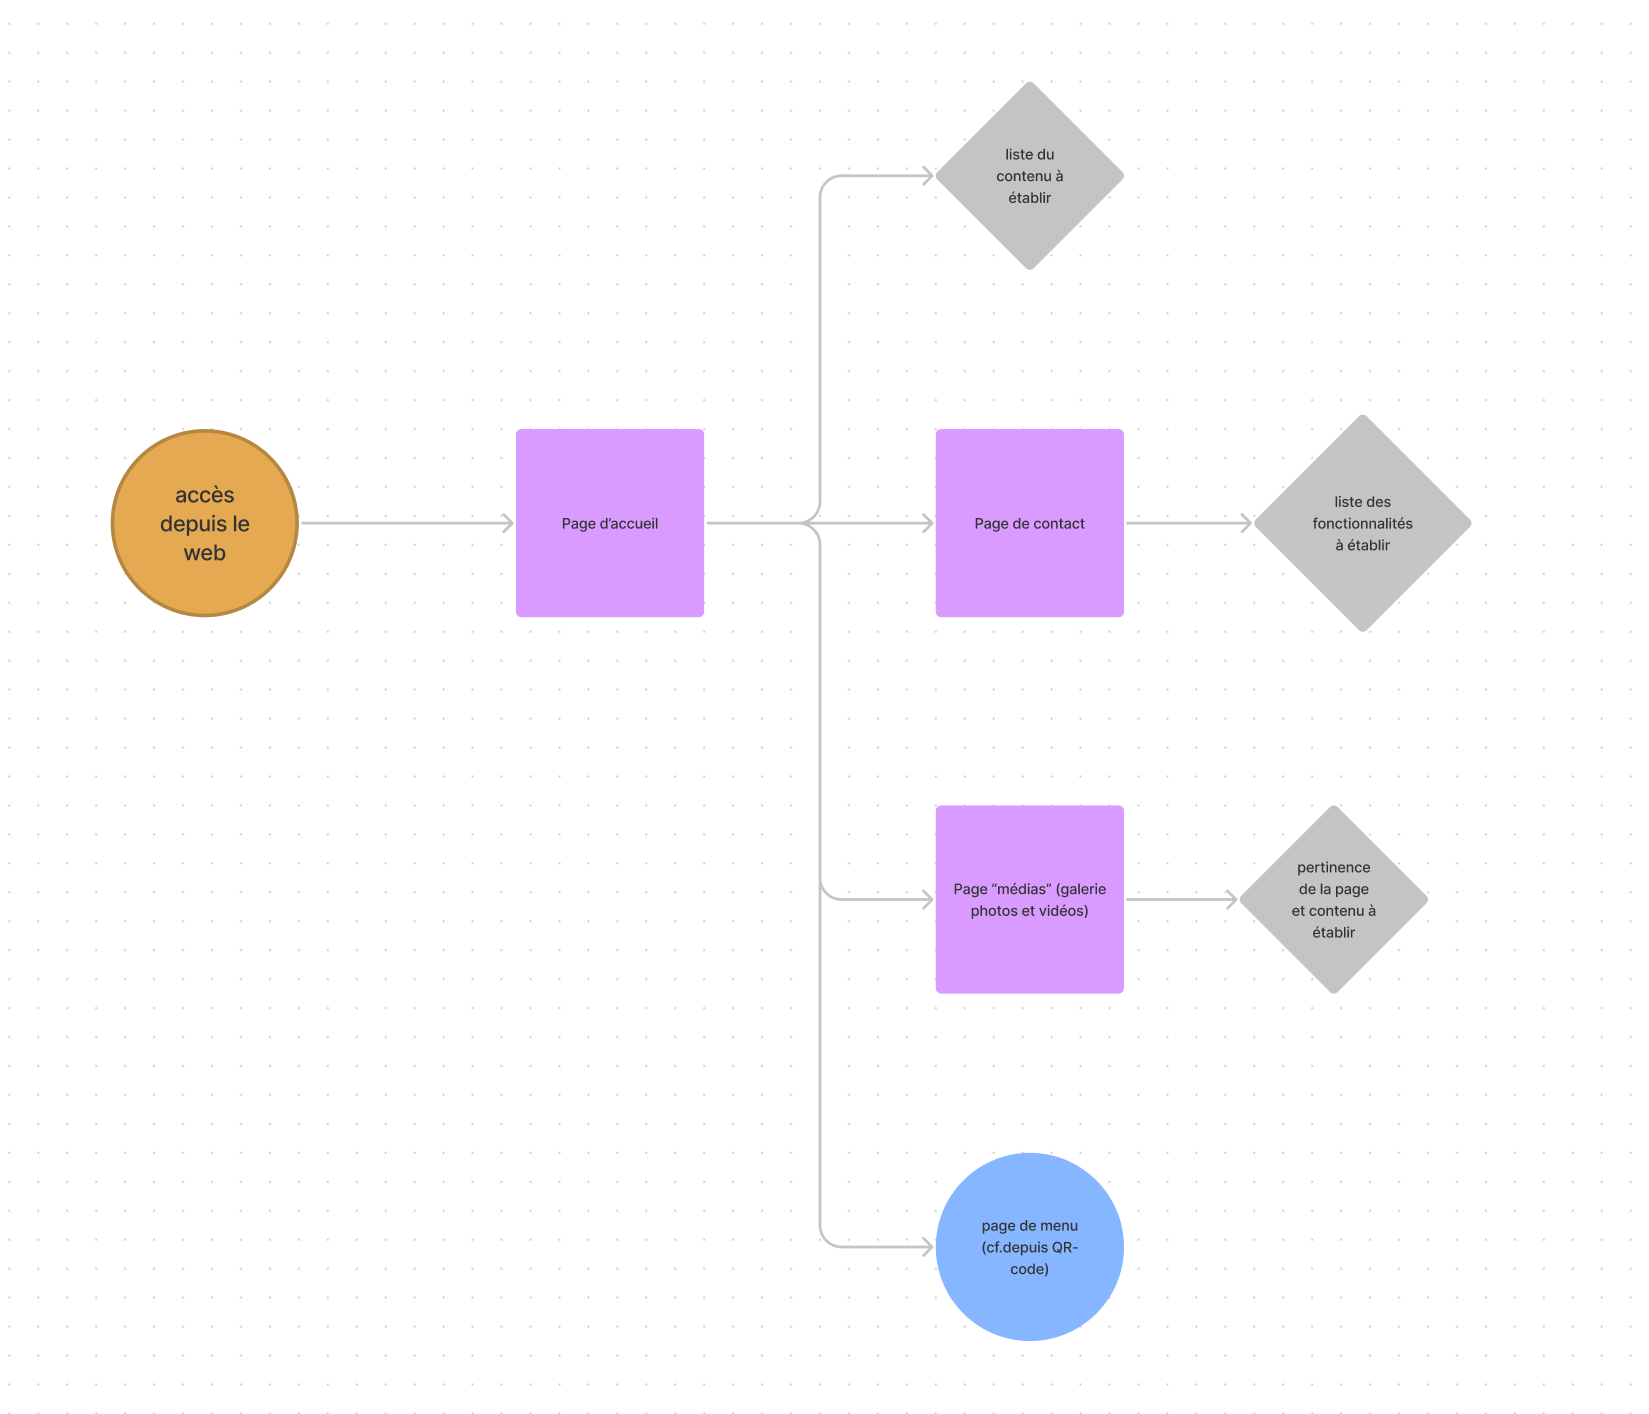 liste du
contenu à
établir
accès
depuis le
web
Page d’accueil
Page de contact
liste des
fonctionnalités
à établir
Page “médias” (galerie
photos et vidéos)
pertinence
de la page
et contenu à
établir
page de menu
(cf.depuis QR-
code)